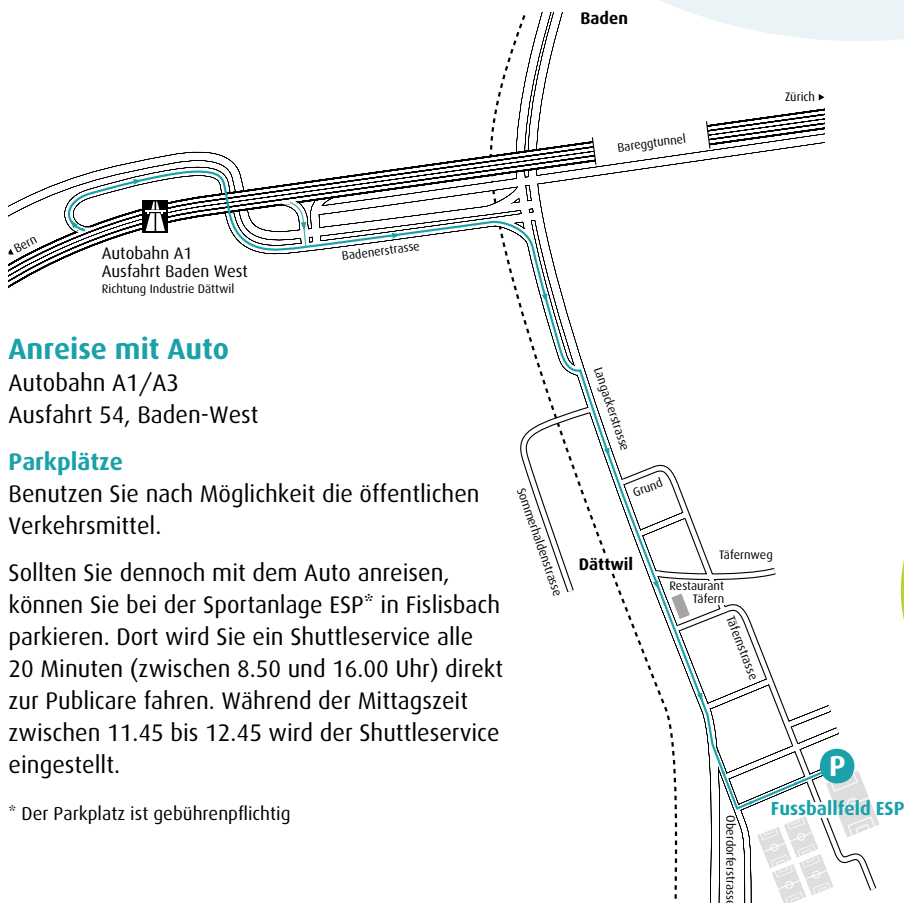 Baden
Zürich ▸
Bareggtunnel
◂ Bern
Autobahn A1
Ausfahrt Baden West
Richtung Industrie Dättwil
Badenerstrasse
Anreise mit Auto
Autobahn A1/A3
Ausfahrt 54, Baden-West
Parkplätze
Benutzen Sie nach Möglichkeit die öffentlichen
Verkehrsmittel.
Sollten Sie dennoch mit dem Auto anreisen,
können Sie bei der Sportanlage ESP* in Fislisbach
parkieren. Dort wird Sie ein Shuttleservice alle
20 Minuten (zwischen 8.50 und 16.00 Uhr) direkt
zur Publicare fahren. Während der Mittagszeit
zwischen 11.45 bis 12.45 wird der Shuttleservice
eingestellt.
* Der Parkplatz ist gebührenpflichtig
Langackerstrasse
Sommerhaldenstrasse
Grund
Dättwil
Täfernweg
Restaurant
Täfern
Täfernstrasse
P
Fussballfeld ESP
Oberdorferstrasse